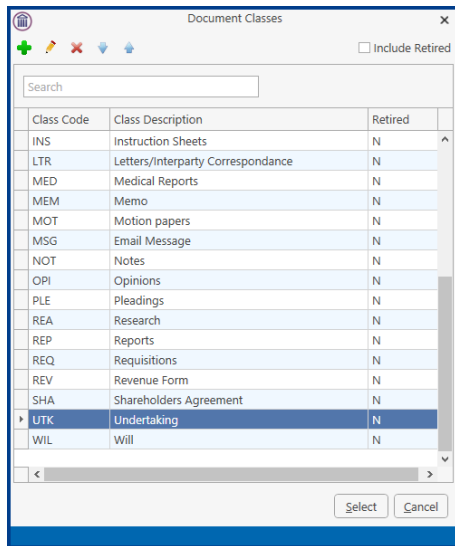 Document Classes
Include Retired
Search
Class Code Class Description Retired
INS Instruction Sheets N
LTR Letters/Interparty Correspondance N
MED Medical Reports N
MEM Memo N
MOT Motion papers N
MSG Email Message N
NOT Notes N
OPI Opinions N
PLE Pleadings N
REA Research N
REP Reports N
REQ Requisitions N
REV Revenue Form N
SHA Shareholders Agreement N
UTK Undertaking N
WIL Will N
Select Cancel